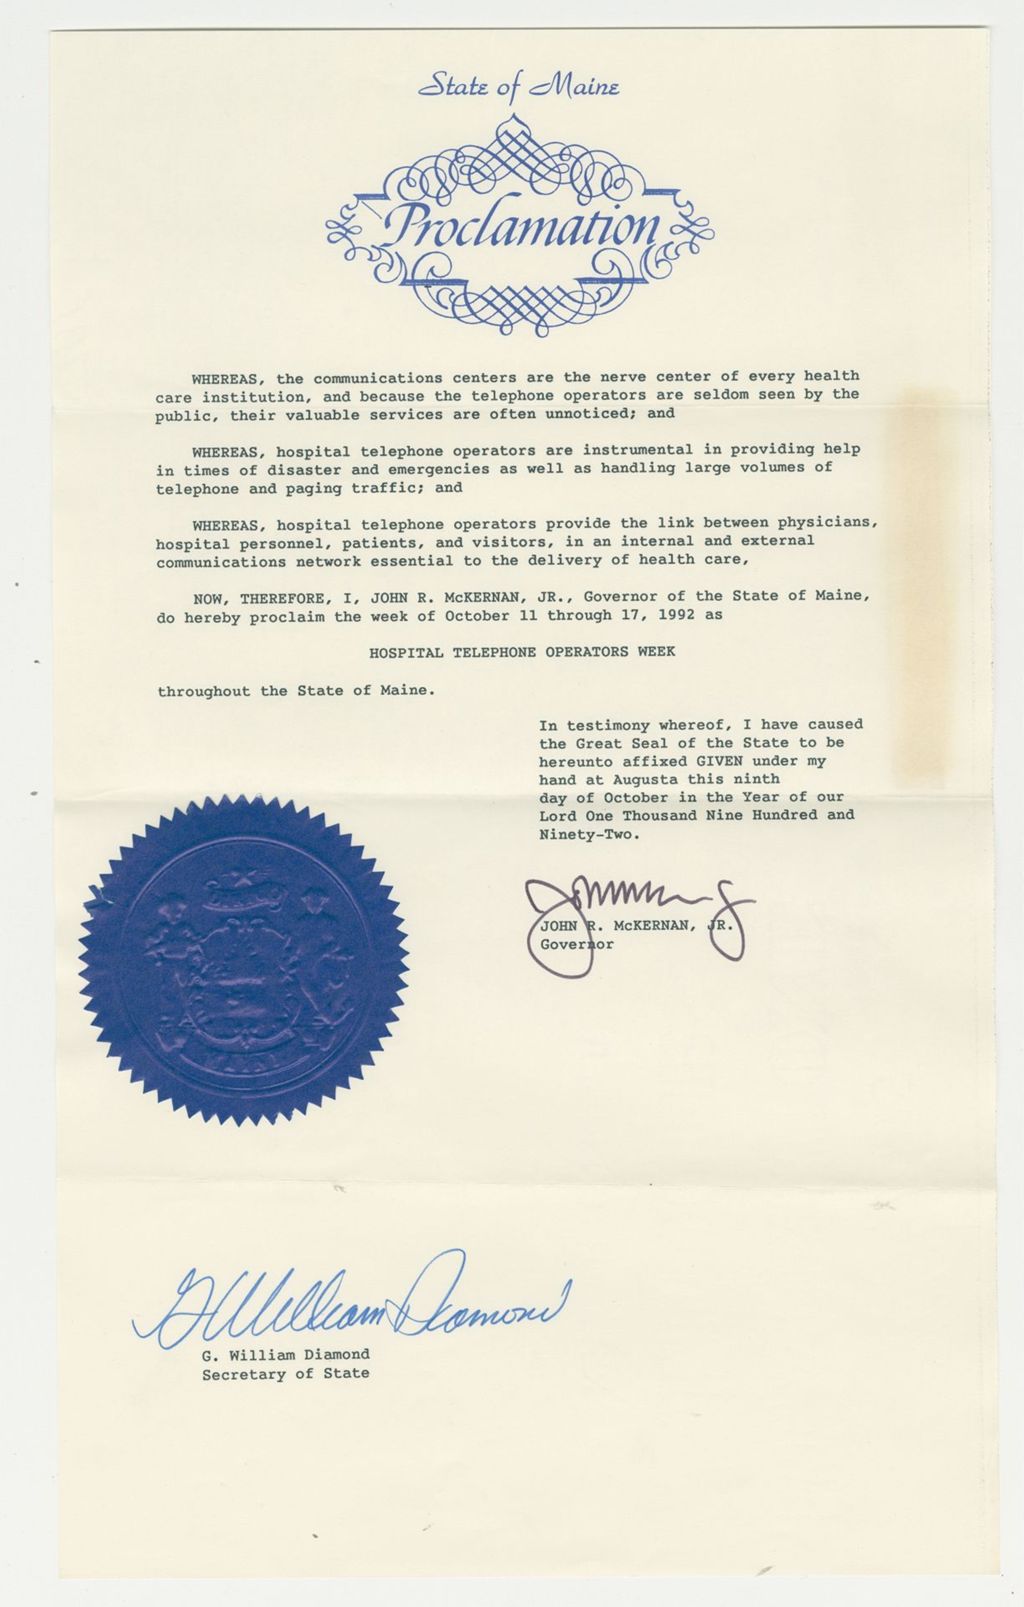 State of Maine
Proclamation
WHEREAS, the communications centers are the nerve center of every health
care institution, and because the telephone operators are seldom seen by the
public, their valuable services are often unnoticed; and
WHEREAS, hospital telephone operators are instrumental in providing help
in times of disaster and emergencies as well as handling large volumes of
telephone and paging traffic; and
WHEREAS, hospital telephone operators provide the link between physicians,
hospital personnel, patients, and visitors, in an internal and external
communications network essential to the delivery of health care,
NOW, THEREFORE, I, JOHN R. McKERNAN, JR., Governor of the State of Maine,
do hereby proclaim the week of October 11 through 17, 1992 as
HOSPITAL TELEPHONE OPERATORS WEEK
throughout the State of Maine.
In testimony whereof, I have caused
the Great Seal of the State to be
hereunto affixed GIVEN under my
hand at Augusta this ninth
day of October in the Year of our
Lord One Thousand Nine Hundred and
Ninety-Two.
JOHN R. McKERNAN, JR.
Governor
MAINE
G William Diamond
G. William Diamond
Secretary of State